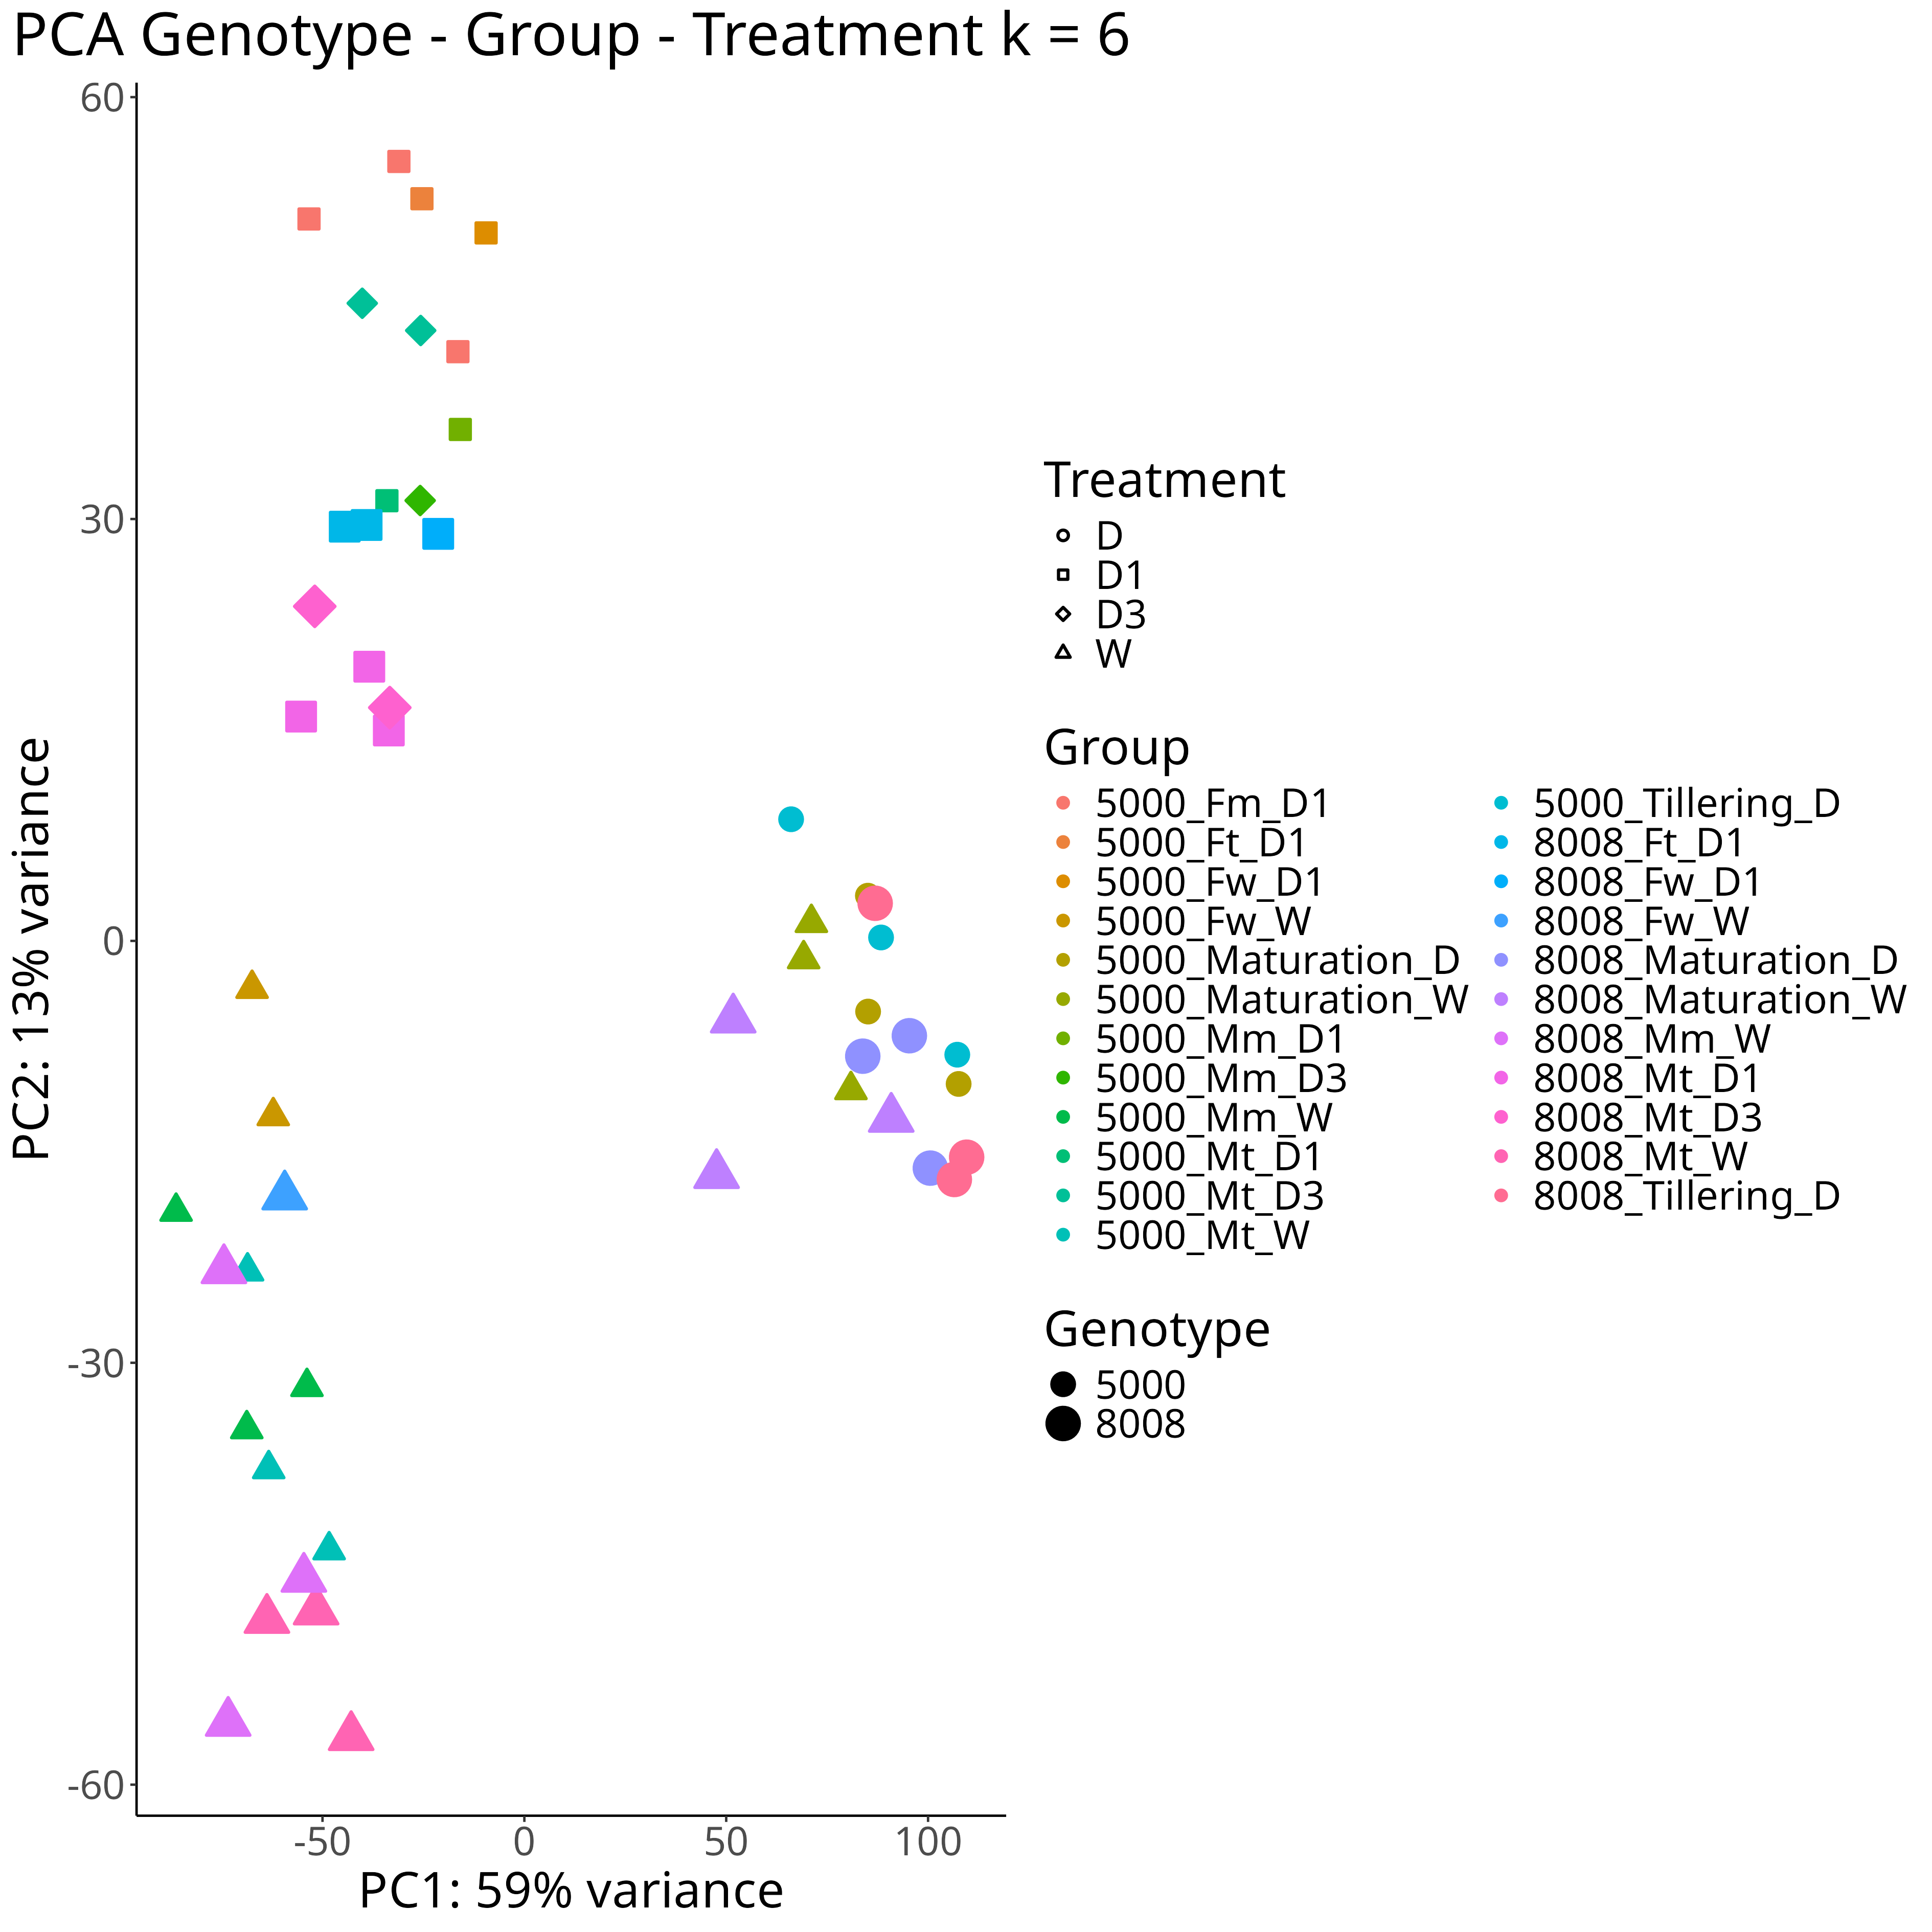 PCA Genotype - Group - Treatment k = 6
60
30
0
-30
-60
PC2: 13% variance
-50
0
50
100
PC1: 59% variance
Treatment
D
D1
D3
W
Group
5000_Fm_D1
5000_Ft_D1
5000_Fw_D1
5000_Fw_W
5000_Maturation_D
5000_Maturation_W
5000_Mm_D1
5000_Mm_D3
5000_Mm_W
5000_Mt_D1
5000_Mt_D3
5000_Mt_W
5000_Tillering_D
8008_Ft_D1
8008_Fw_D1
8008_Fw_W
8008_Maturation_D
8008_Maturation_W
8008_Mm_W
8008_Mt_D1
8008_Mt_D3
8008_Mt_W
8008_Tillering_D
Genotype
5000
8008